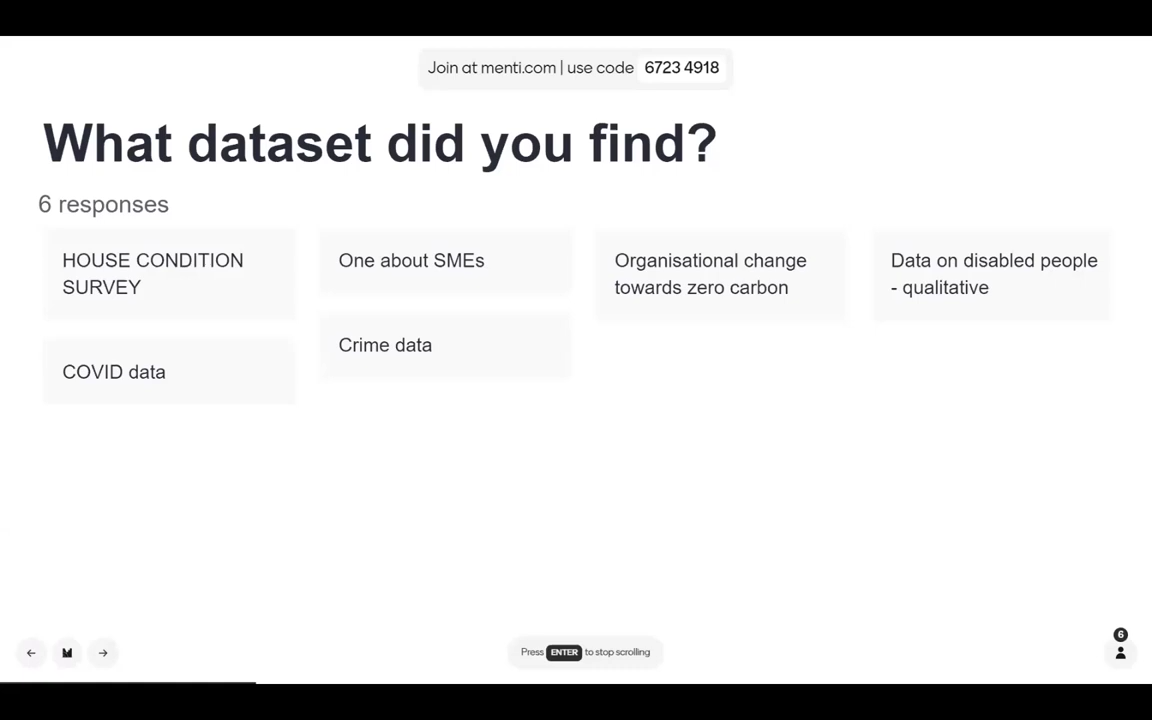 Join at menti.com | use code 6723 4918
What dataset did you find?
6 responses
HOUSE CONDITION
SURVEY
COVID data
One about SMEs
Crime data
Organisational change
towards zero carbon
Data on disabled people
- qualitative
Press ENTER to stop scrolling
6